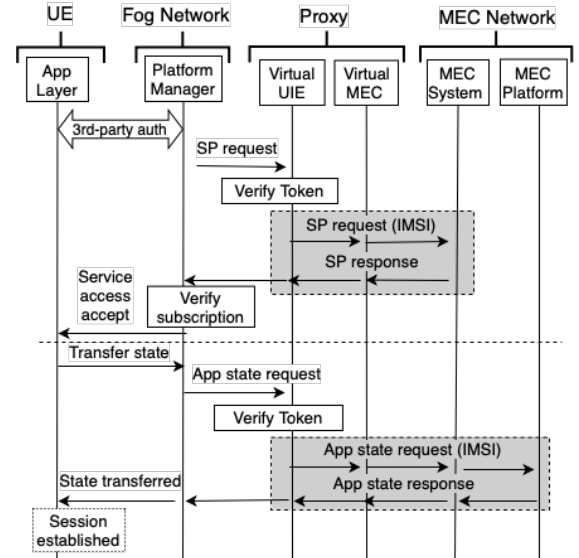 UE
Fog Network
Proxy
MEC Network
App
Layer
Platform
Manager
Virtual
UIE
Virtual
MEC
MEC
System
MEC
Platform
3rd-party auth
SP request
Verify Token
SP request (IMSI)
SP response
Service
access
accept
Verify
subscription
Transfer state
App state request
Verify Token
App state request (IMSI)
App state response
State transferred
Session
established